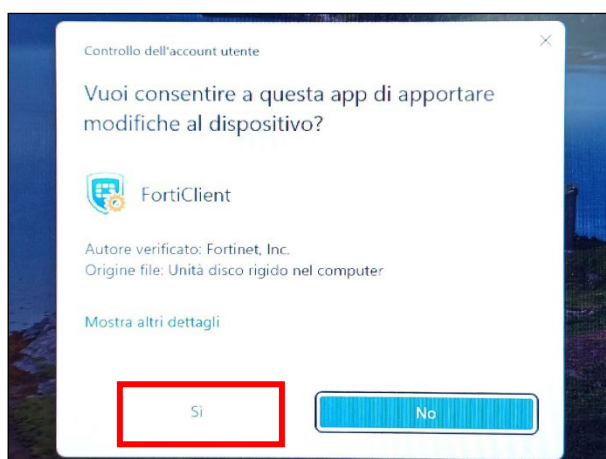 Controllo dell'account utente
Vuoi consentire a questa app di apportare
modifiche al dispositivo?
FortiClient
Autore verificato: Fortinet, Inc.
Origine file: Unità disco rigido nel computer
Mostra altri dettagli
Sì
No